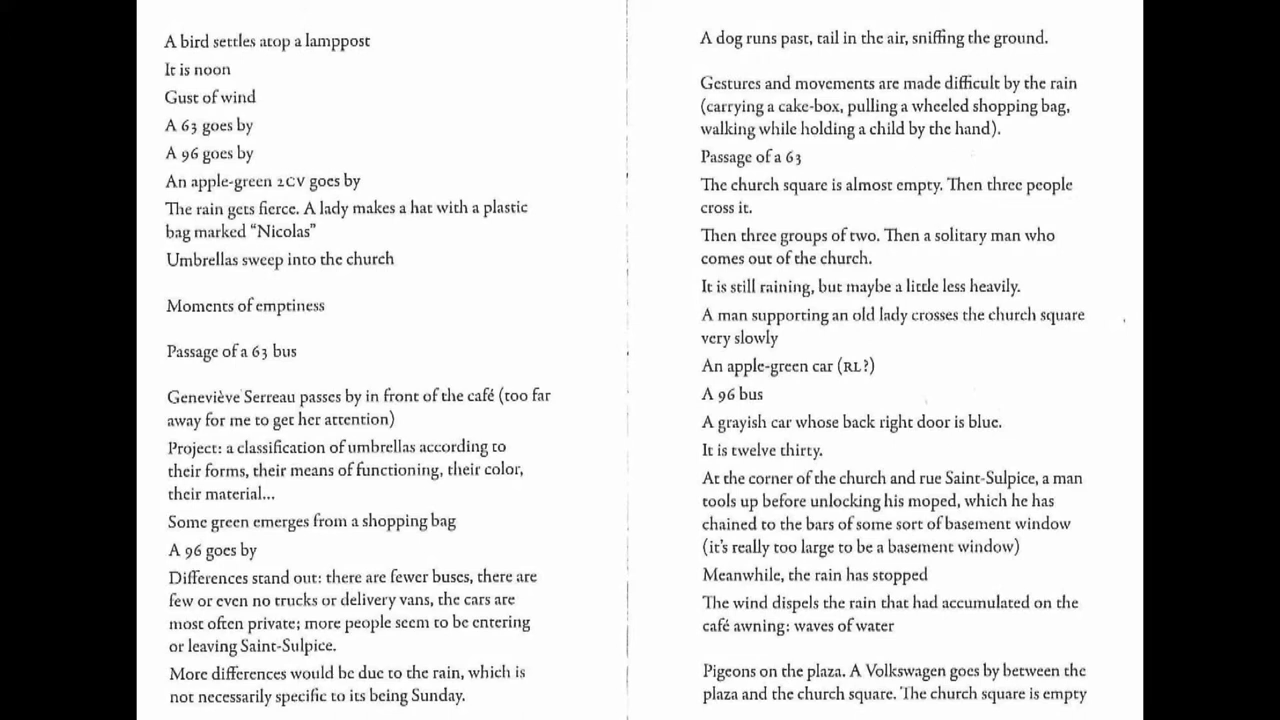 A bird settles atop a lamppost
It is noon
Gust of wind
A 63 goes by
A 96 goes by
An apple-green 2CV goes by
The rain gets fierce. A lady makes a hat with a plastic
bag marked “Nicolas”
Umbrellas sweep into the church
Moments of emptiness
Passage of a 63 bus
Geneviève Serreau passes by in front of the café (too far
away for me to get her attention)
Project: a classification of umbrellas according to
their forms, their means of functioning, their color,
their material...
Some green emerges from a shopping bag
A 96 goes by
Differences stand out: there are fewer buses, there are
few or even no trucks or delivery vans, the cars are
most often private; more people seem to be entering
or leaving Saint-Sulpice.
More differences would be due to the rain, which is
not necessarily specific to its being Sunday.
A dog runs past, tail in the air, sniffing the ground.
Gestures and movements are made difficult by the rain
(carrying a cake-box, pulling a wheeled shopping bag,
walking while holding a child by the hand).
Passage of a 63
The church square is almost empty. Then three people
cross it.
Then three groups of two. Then a solitary man who
comes out of the church.
It is still raining, but maybe a little less heavily.
A man supporting an old lady crosses the church square
very slowly
An apple-green car (RL?)
A 96 bus
A grayish car whose back right door is blue.
It is twelve thirty.
At the corner of the church and rue Saint-Sulpice, a man
tools up before unlocking his moped, which he has
chained to the bars of some sort of basement window
(it’s really too large to be a basement window)
Meanwhile, the rain has stopped
The wind dispels the rain that had accumulated on the
café awning: waves of water
Pigeons on the plaza. A Volkswagen goes by between the
plaza and the church square. The church square is empty